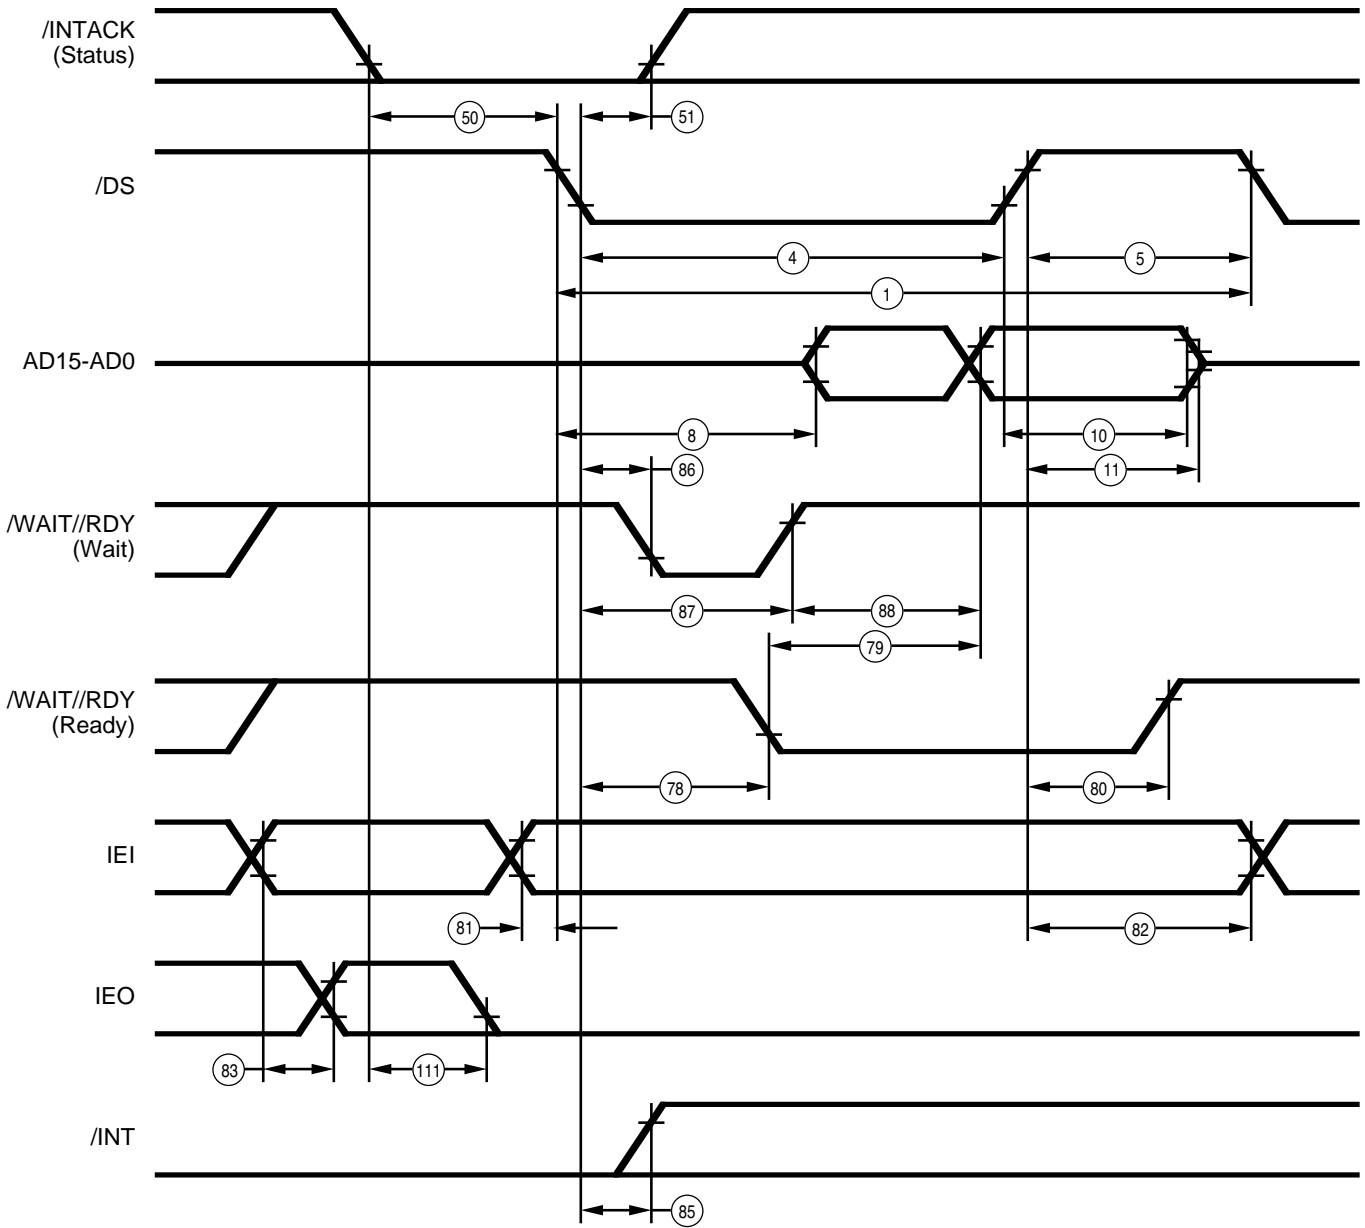 /INTACK
(Status)
50
51
/DS
4
5
1
AD15-AD0
8
10
86
11
/WAIT//RDY
(Wait)
87
88
79
/WAIT//RDY
(Ready)
78
80
IEI
81
82
IEO
83
111
/INT
85